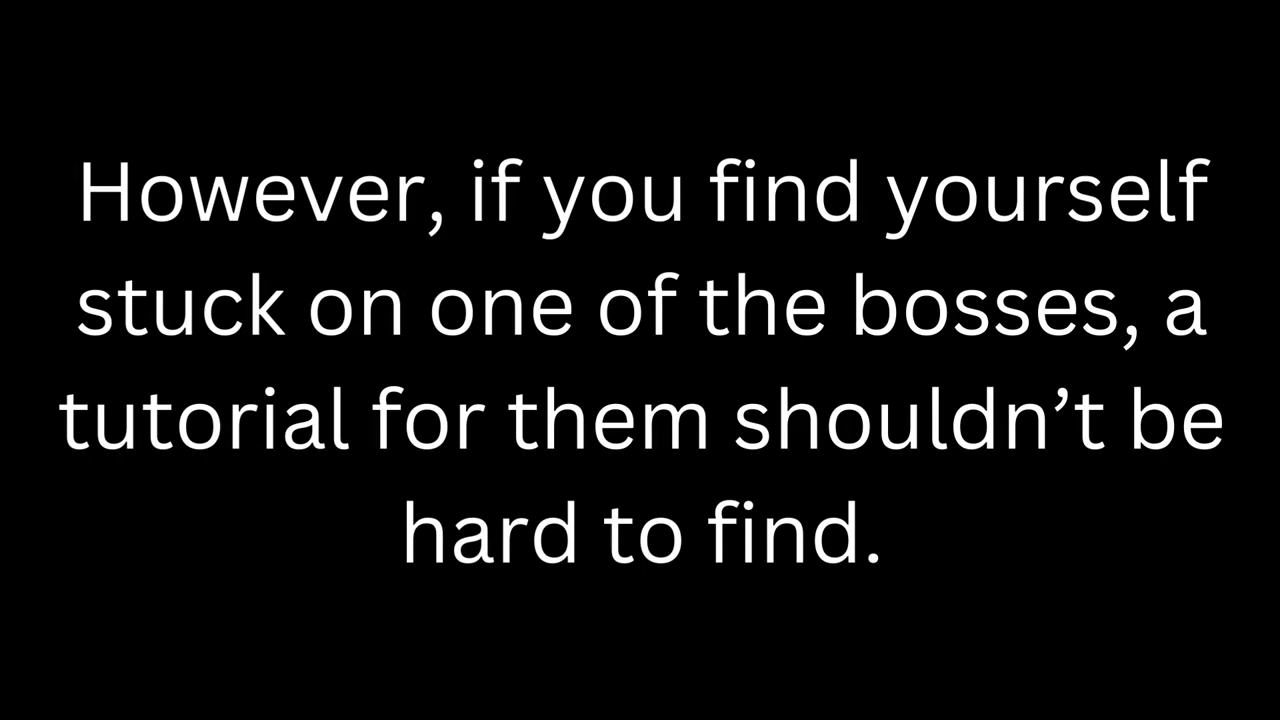 However, if you find yourself
stuck on one of the bosses, a
tutorial for them shouldn’t be
hard to find.